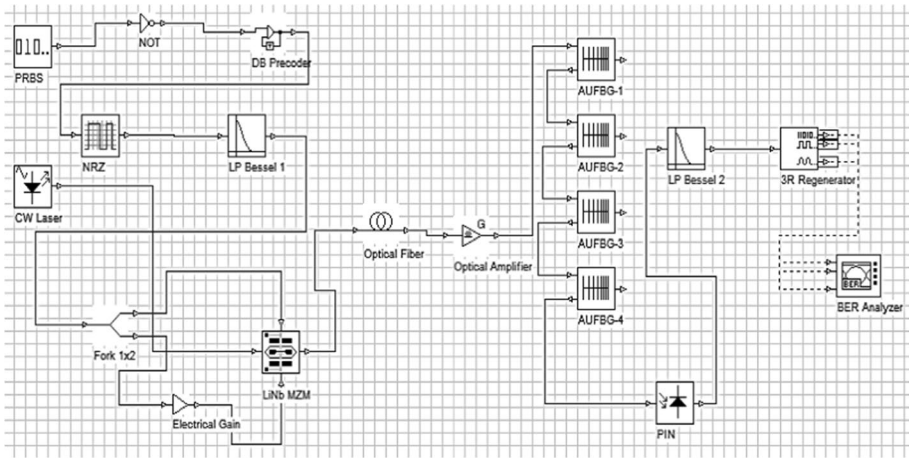 010..
PRBS
NOT
T
DB Precoder
NRZ
LP Bessel 1
CW Laser
Fork 1x2
Electrical Gain
LiNb MZM
Optical Fiber
G
Optical Amplifier
AUFBG-1
AUFBG-2
AUFBG-3
AUFBG-4
PIN
LP Bessel 2
3R Regenerator
BER
BER Analyzer